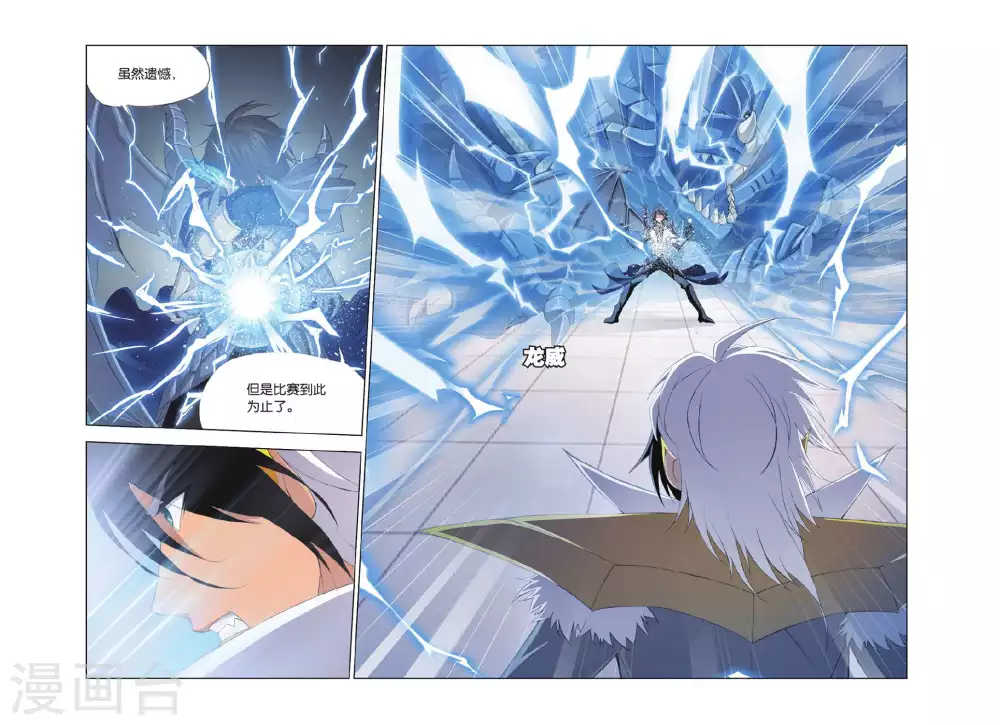 虽然遗憾，
但是比赛到此
为止了。
龙威
漫画台